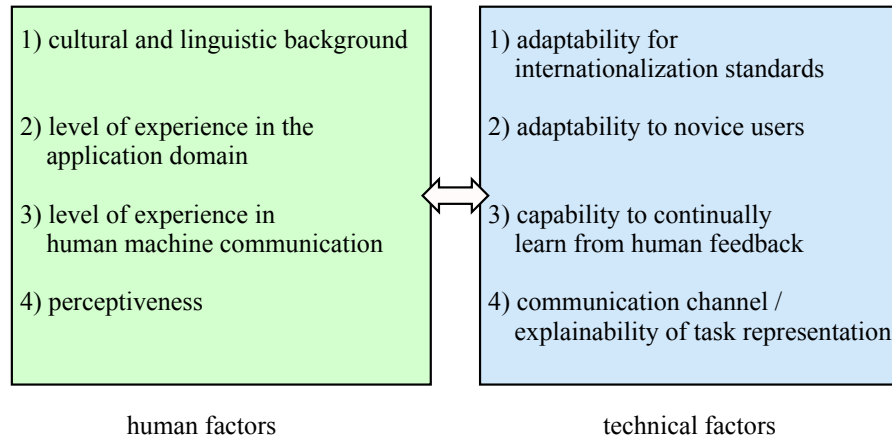 1) cultural and linguistic background
2) level of experience in the
application domain
3) level of experience in
human machine communication
4) perceptiveness
1) adaptability for
internationalization standards
2) adaptability to novice users
3) capability to continually
learn from human feedback
4) communication channel /
explainability of task representation
human factors
technical factors